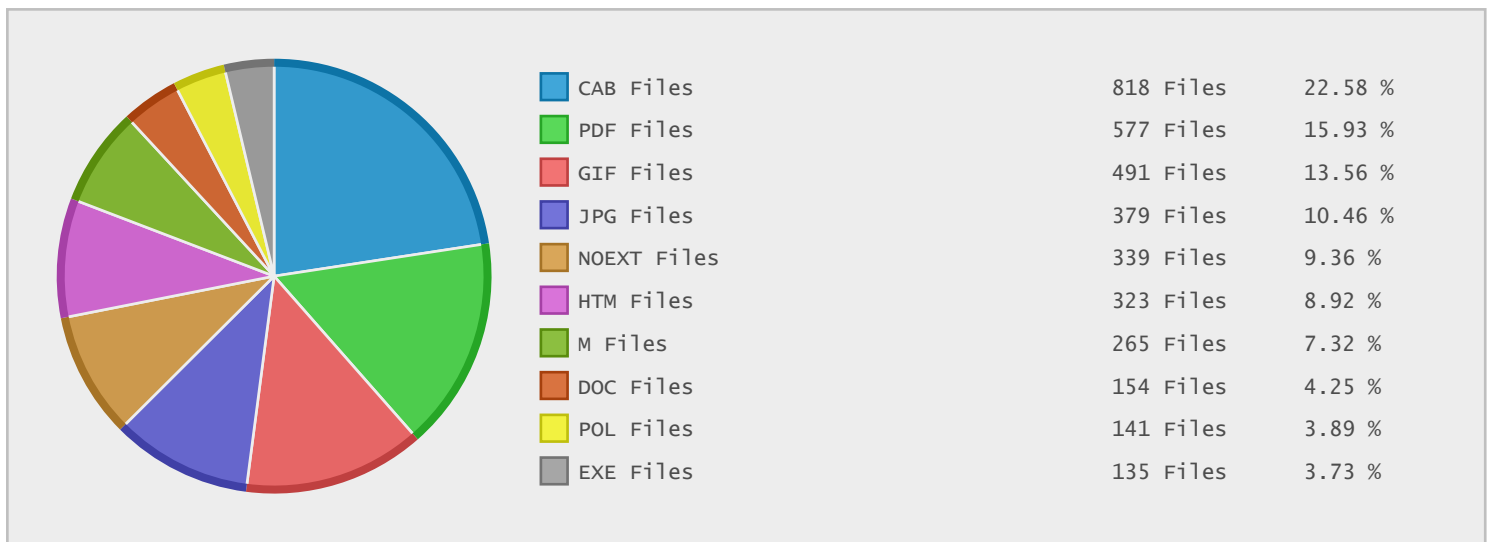 CAB Files 818 Files 22.58 %
PDF Files 577 Files 15.93 %
GIF Files 491 Files 13.56 %
JPG Files 379 Files 10.46 %
NOEXT Files 339 Files 9.36 %
HTM Files 323 Files 8.92 %
M Files 265 Files 7.32 %
DOC Files 154 Files 4.25 %
POL Files 141 Files 3.89 %
EXE Files 135 Files 3.73 %